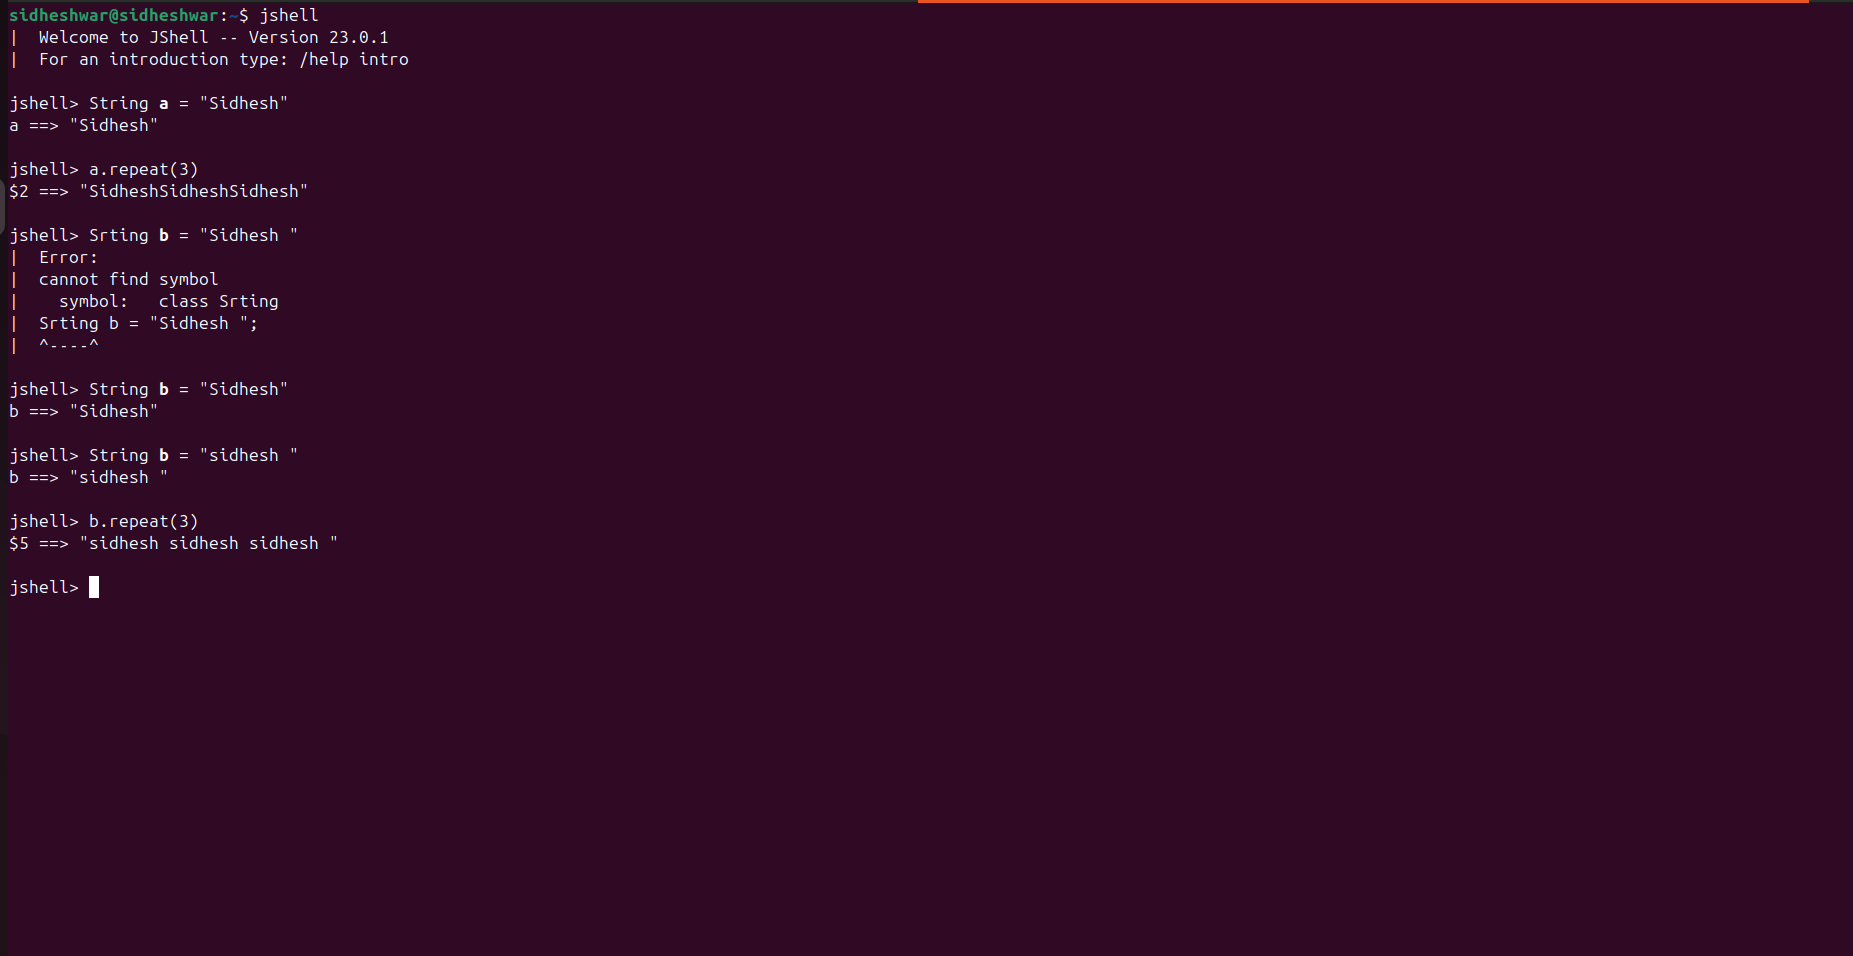 sidheshwar@sidheshwar:~$ jshell
|  Welcome to JShell -- Version 23.0.1
|  For an introduction type: /help intro
jshell> String a = "Sidhesh"
a ==> "Sidhesh"
jshell> a.repeat(3)
$2 ==> "SidheshSidheshSidhesh"
jshell> Srting b = "Sidhesh "
|  Error:
|  cannot find symbol
|    symbol:   class Srting
|  Srting b = "Sidhesh ";
|  ^----^
jshell> String b = "Sidhesh"
b ==> "Sidhesh"
jshell> String b = "sidhesh "
b ==> "sidhesh "
jshell> b.repeat(3)
$5 ==> "sidhesh sidhesh sidhesh "
jshell>